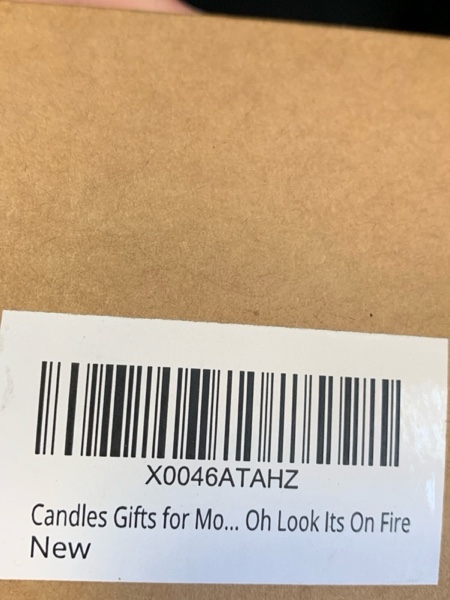 X0046ATAHZ
Candles Gifts for Mo... Oh Look Its On Fire
New